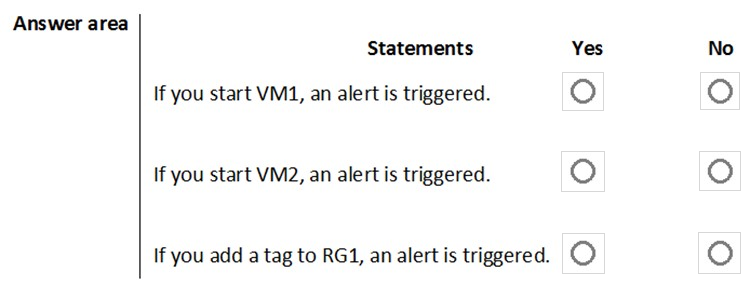 Answer area
Statements Yes No
If you start VM1, an alert is triggered.
If you start VM2, an alert is triggered.
If you add a tag to RG1, an alert is triggered.